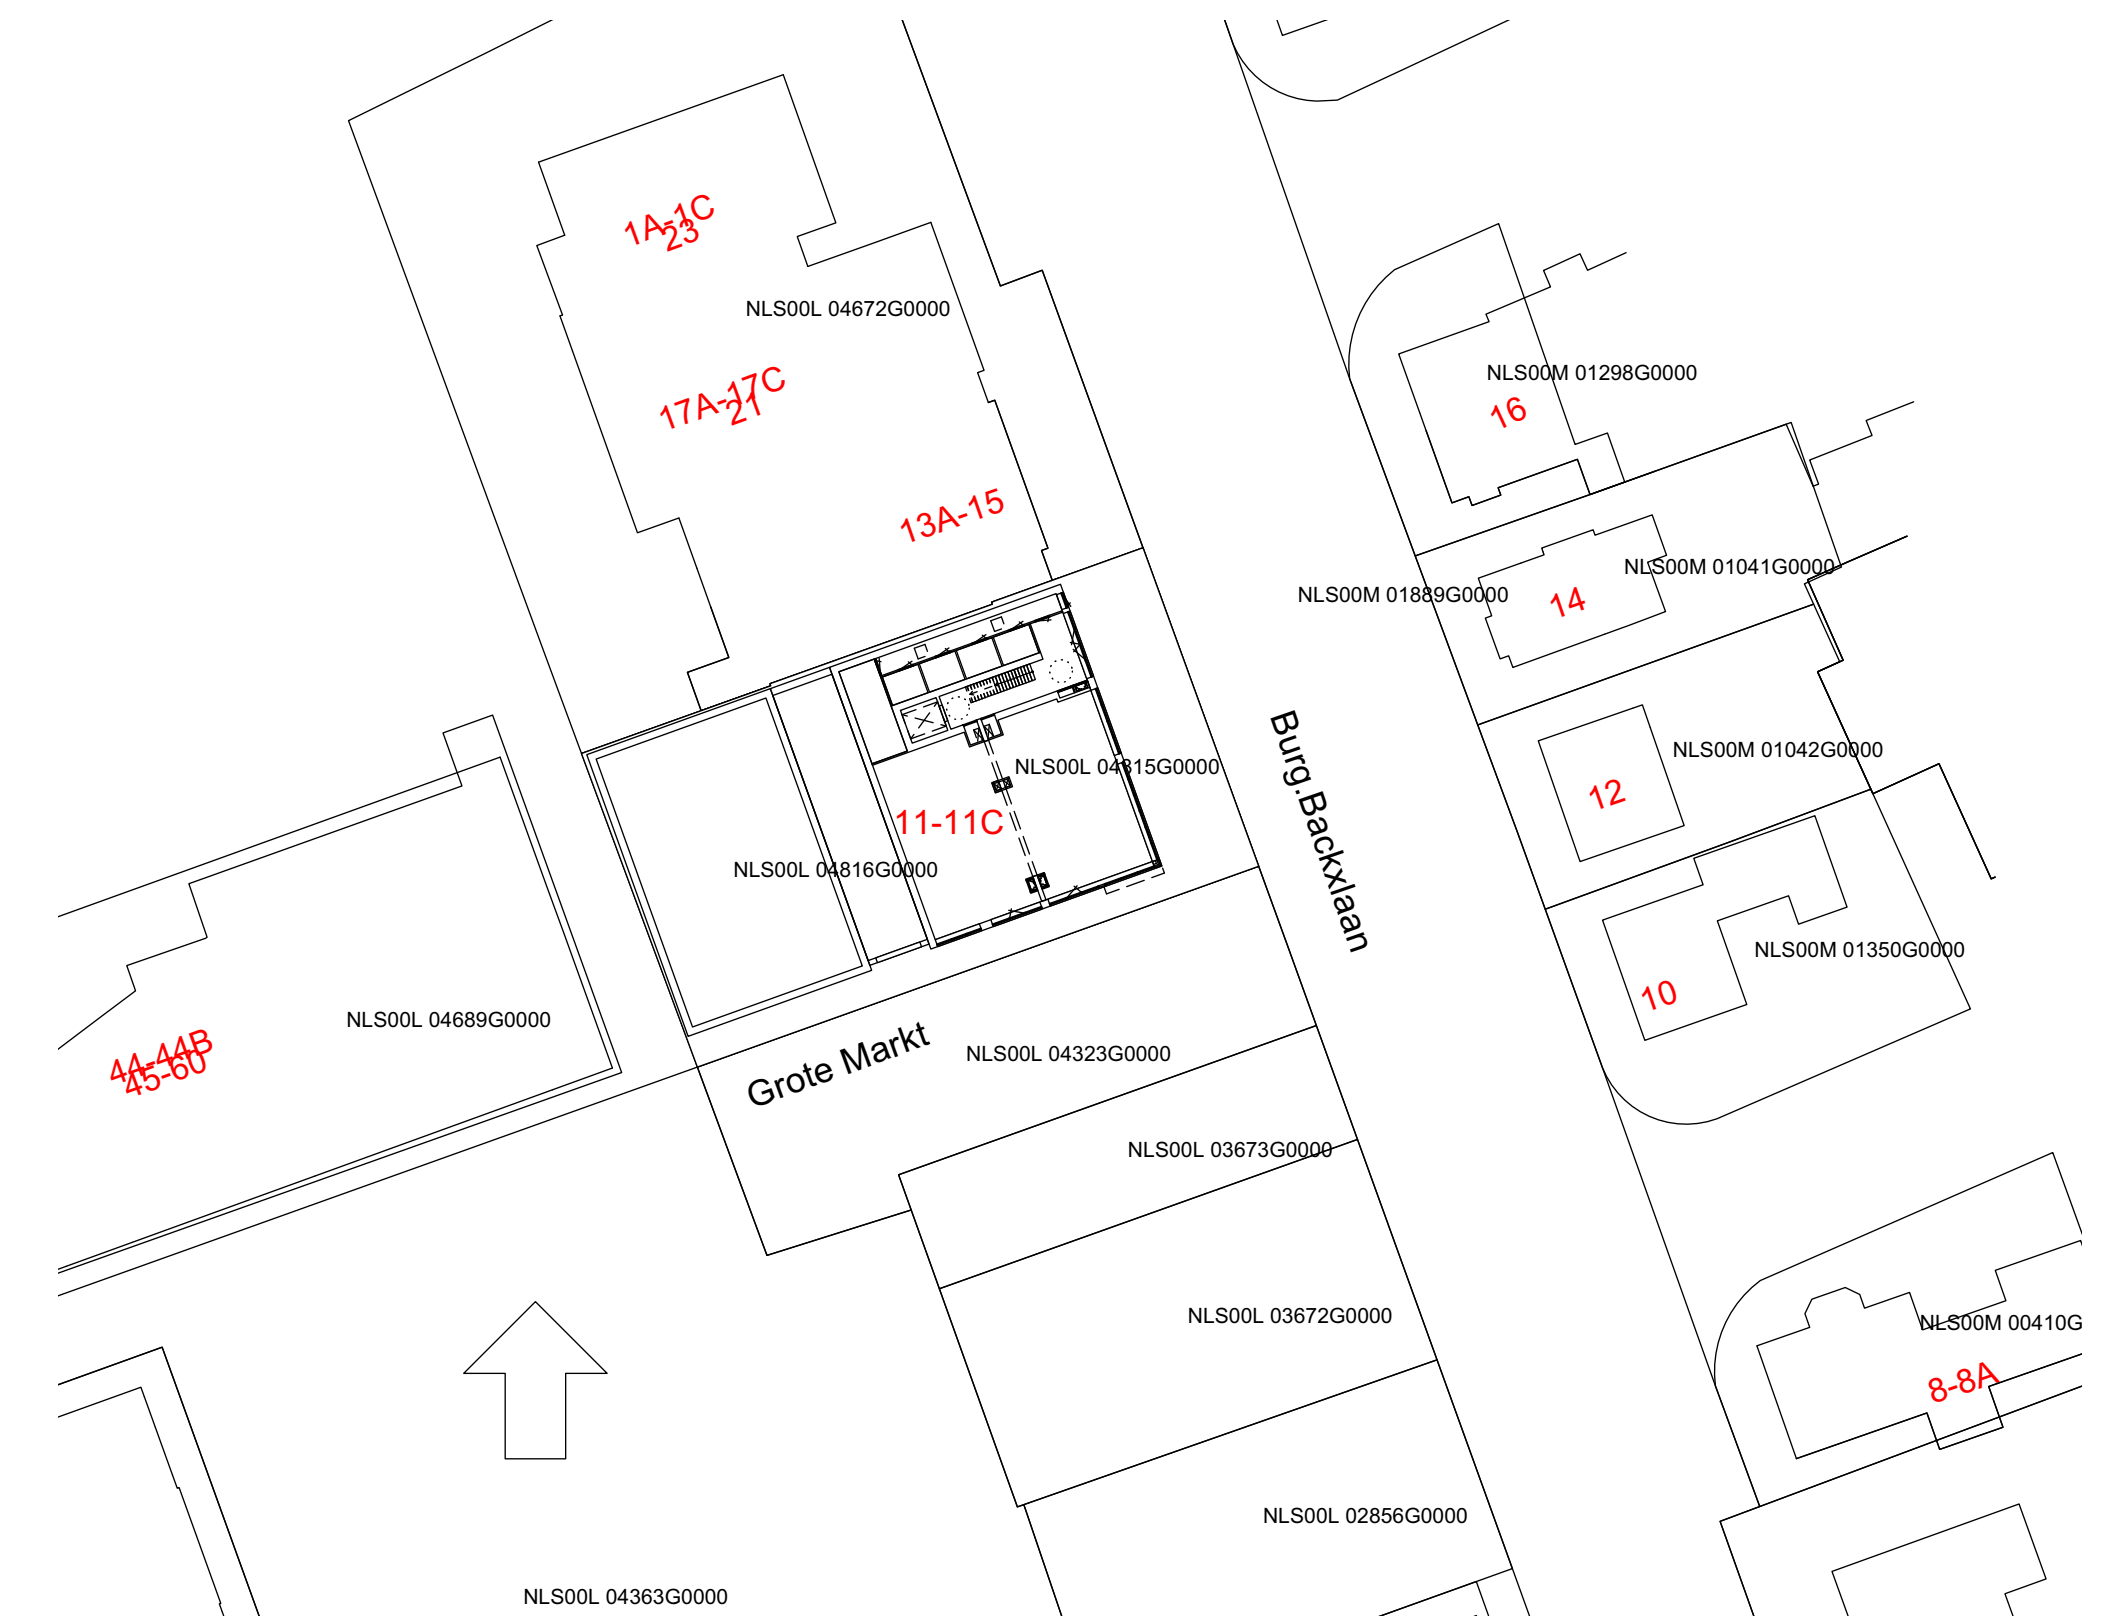 1A-1C
23
NLS00L 04672G0000
NLS00M 01298G0000
17A-17C
21
16
13A-15
NLS00M 01041G0000
NLS00M 01889G0000
14
NLS00L 04815G0000
NLS00M 01042G0000
12
11-11C
Burg.Backxlaan
NLS00L 04816G0000
NLS00M 01350G0000
10
NLS00L 04689G0000
44-44B
45-60
Grote Markt
NLS00L 04323G0000
NLS00L 03673G0000
NLS00L 03672G0000
NLS00M 00410G
8-8A
NLS00L 02856G0000
NLS00L 04363G0000